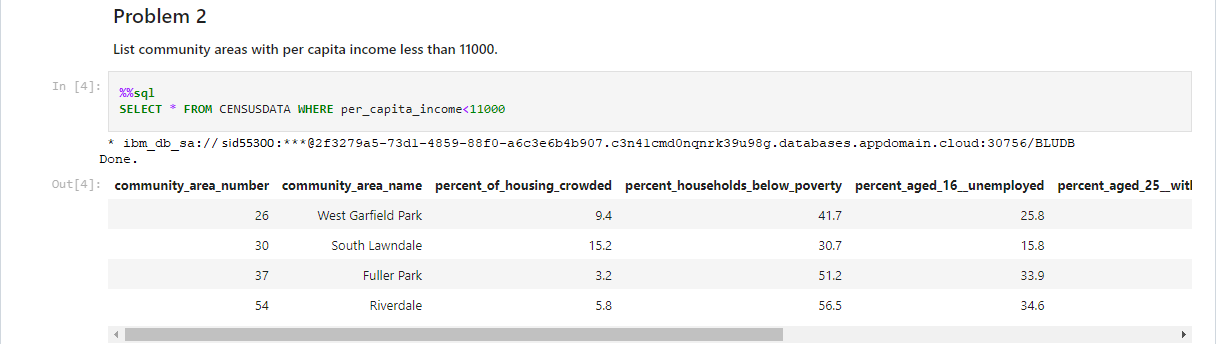 Problem 2
List community areas with per capita income less than 11000.
In [4]:
%%sql
SELECT * FROM CENSUSDATA WHERE per_capita_income<11000
* ibm_db_sa://sid55300:***@2f3279a5-73d1-4859-88f0-a6c3e6b4b907.c3n41cmd0nqnrk39u98g.databases.appdomain.cloud:30756/BLUDB
Done.
Out[4]: community_area_number community_area_name percent_of_housing_crowded percent_households_below_poverty percent_aged_16__unemployed percent_aged_25__with
26 West Garfield Park 9.4 41.7 25.8
30 South Lawndale 15.2 30.7 15.8
37 Fuller Park 3.2 51.2 33.9
54 Riverdale 5.8 56.5 34.6